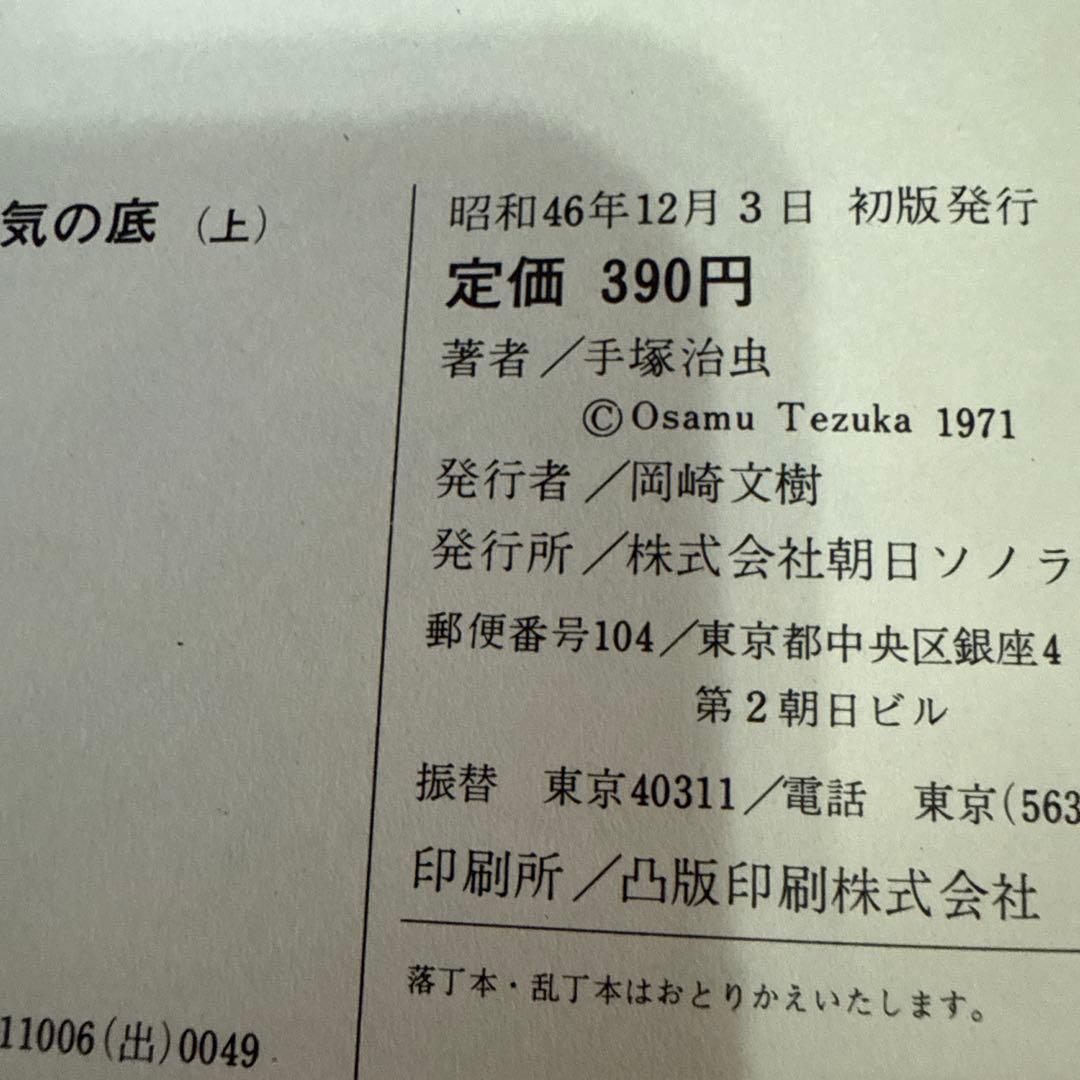 気の底 (上)
昭和46年12月3日 初版発行
定価 390円
著者／手塚治虫
©Osamu Tezuka 1971
発行者／岡崎文樹
発行所／株式会社朝日ソノラ
郵便番号104／東京都中央区銀座4
第2朝日ビル
振替 東京40311／電話 東京(563
印刷所／凸版印刷株式会社
落丁本・乱丁本はおとりかえいたします。
11006(出)0049